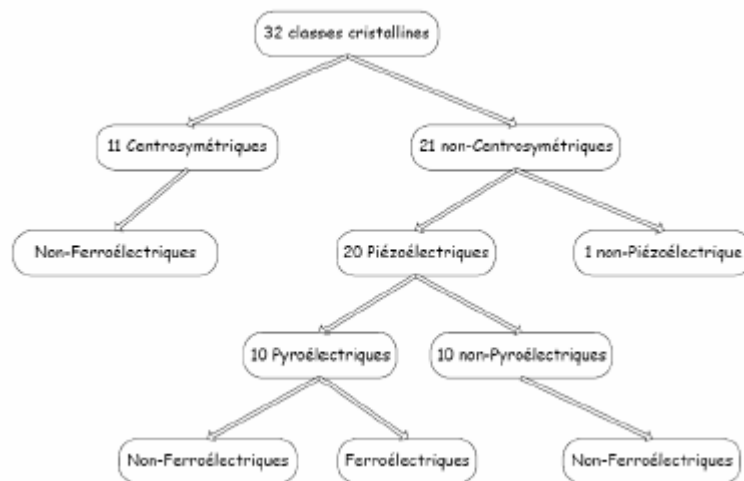 32 classes cristallines
11 Centrosymétriques
21 non-Centrosymétriques
Non-Ferroélectriques
20 Piézoélectriques
1 non-Piézoélectrique
10 Pyroélectriques
10 non-Pyroélectriques
Non-Ferroélectriques
Ferroélectriques
Non-Ferroélectriques